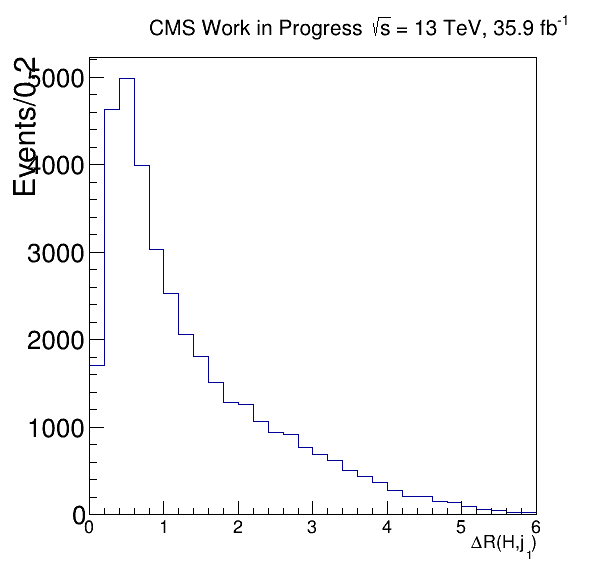 CMS Work in Progress √s = 13 TeV, 35.9 fb⁻¹
Events/0.2
5000
4000
3000
2000
1000
0
0 1 2 3 4 5 6
ΔR(H,j₁)